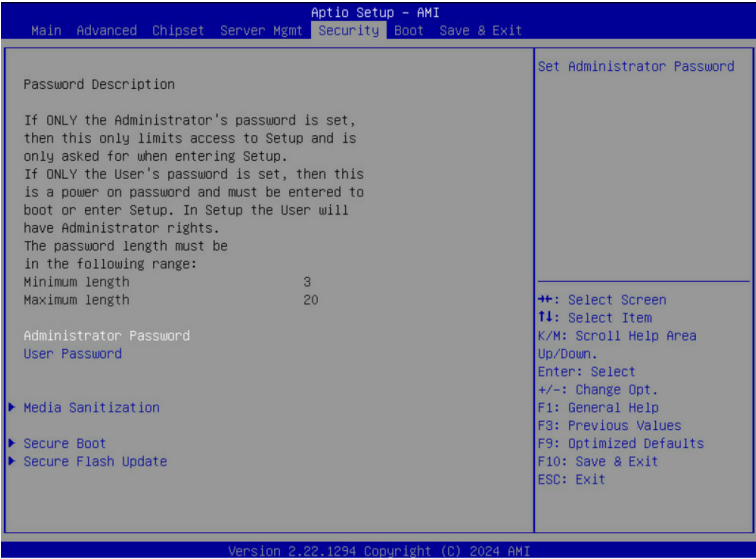 Aptio Setup – AMI
Main Advanced Chipset Server Mgmt Security Boot Save & Exit
Password Description
If ONLY the Administrator's password is set,
then this only limits access to Setup and is
only asked for when entering Setup.
If ONLY the User's password is set, then this
is a power on password and must be entered to
boot or enter Setup. In Setup the User will
have Administrator rights.
The password length must be
in the following range:
Minimum length 3
Maximum length 20
Administrator Password
User Password
Media Sanitization
Secure Boot
Secure Flash Update
Set Administrator Password
→←: Select Screen
↑↓: Select Item
K/M: Scroll Help Area
Up/Down.
Enter: Select
+/-: Change Opt.
F1: General Help
F3: Previous Values
F9: Optimized Defaults
F10: Save & Exit
ESC: Exit
Version 2.22.1294 Copyright (C) 2024 AMI